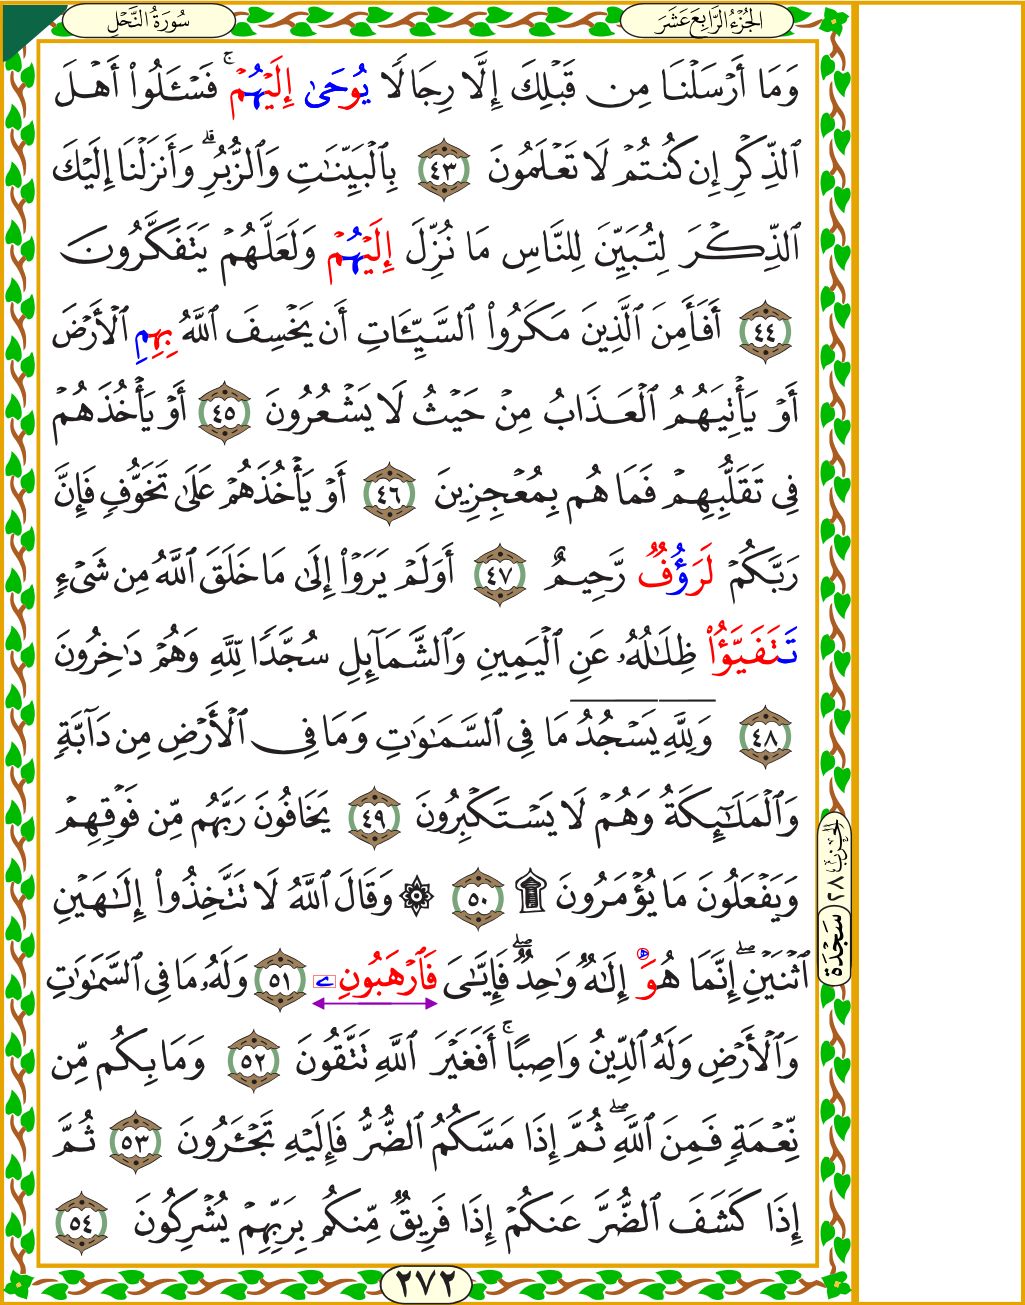 الجُزْءُ الرَّابِعَ عَشَرَ
سُورَةُ النَّحْلِ
وَمَآ أَرْسَلْنَا مِن قَبْلِكَ إِلَّا رِجَالًا يُوحَىٰٓ إِلَيْهُمْ ۚ فَسْـَٔلُوٓا۟ أَهْلَ
ٱلذِّكْرِ إِن كُنتُمْ لَا تَعْلَمُونَ ٤٣ بِٱلْبَيِّنَـٰتِ وَٱلزُّبُرِ ۗ وَأَنزَلْنَآ إِلَيْكَ
ٱلذِّكْرَ لِتُبَيِّنَ لِلنَّاسِ مَا نُزِّلَ إِلَيْهُمْ وَلَعَلَّهُمْ يَتَفَكَّرُونَ
٤٤ أَفَأَمِنَ ٱلَّذِينَ مَكَرُوا۟ ٱلسَّيِّـَٔاتِ أَن يَخْسِفَ ٱللَّهُ بِهِمِ ٱلْأَرْضَ
أَوْ يَأْتِيَهُمُ ٱلْعَذَابُ مِنْ حَيْثُ لَا يَشْعُرُونَ ٤٥ أَوْ يَأْخُذَهُمْ
فِى تَقَلُّبِهِمْ فَمَا هُم بِمُعْجِزِينَ ٤٦ أَوْ يَأْخُذَهُمْ عَلَىٰ تَخَوُّفٍ فَإِنَّ
رَبَّكُمْ لَرَؤُفٌ رَّحِيمٌ ٤٧ أَوَلَمْ يَرَوْا۟ إِلَىٰ مَا خَلَقَ ٱللَّهُ مِن شَىْءٍ
تَتَفَيَّؤُا۟ ظِلَـٰلُهُۥ عَنِ ٱلْيَمِينِ وَٱلشَّمَآئِلِ سُجَّدًا لِّلَّهِ وَهُمْ دَٰخِرُونَ
٤٨ وَلِلَّهِ يَسْجُدُ مَا فِى ٱلسَّمَـٰوَٰتِ وَمَا فِى ٱلْأَرْضِ مِن دَآبَّةٍ
وَٱلْمَلَـٰٓئِكَةُ وَهُمْ لَا يَسْتَكْبِرُونَ ٤٩ يَخَافُونَ رَبَّهُم مِّن فَوْقِهِمْ
وَيَفْعَلُونَ مَا يُؤْمَرُونَ ۩ ٥٠ ۞ وَقَالَ ٱللَّهُ لَا تَتَّخِذُوٓا۟ إِلَـٰهَيْنِ
ٱثْنَيْنِ ۖ إِنَّمَا هُوَ إِلَـٰهٌ وَٰحِدٌ ۖ فَإِيَّـٰىَ فَٱرْهَبُونِ ے ٥١ وَلَهُۥ مَا فِى ٱلسَّمَـٰوَٰتِ
وَٱلْأَرْضِ وَلَهُ ٱلدِّينُ وَاصِبًا ۚ أَفَغَيْرَ ٱللَّهِ تَتَّقُونَ ٥٢ وَمَا بِكُم مِّن
نِّعْمَةٍ فَمِنَ ٱللَّهِ ۖ ثُمَّ إِذَا مَسَّكُمُ ٱلضُّرُّ فَإِلَيْهِ تَجْـَٔرُونَ ٥٣ ثُمَّ
إِذَا كَشَفَ ٱلضُّرَّ عَنكُمْ إِذَا فَرِيقٌ مِّنكُم بِرَبِّهِمْ يُشْرِكُونَ ٥٤
الحزب ٢٨
سَجْدَة
٢٧٢